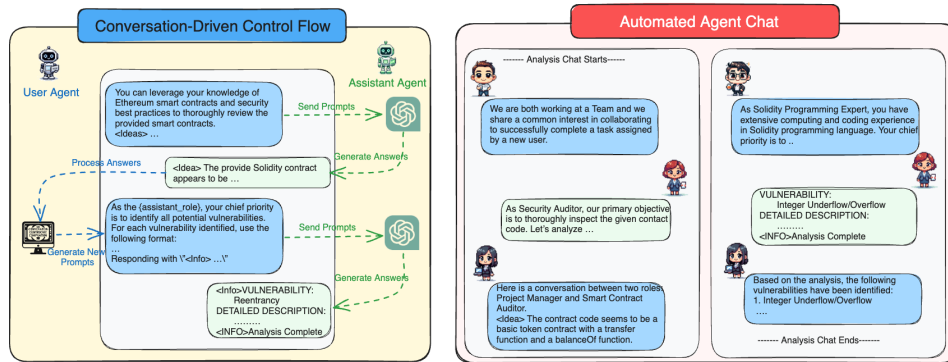 Conversation-Driven Control Flow
User Agent
Assistant Agent
You can leverage your knowledge of
Ethereum smart contracts and security
best practices to thoroughly review the
provided smart contracts.
<Ideas> ...
Send Prompts
Generate Answers
Process Answers
<Idea> The provide Solidity contract
appears to be ...
As the {assistant_role}, your chief priority
is to identify all potential vulnerabilities.
For each vulnerability identified, use the
following format:
...
Responding with \"<Info> ...\"
Send Prompts
Generate New
Prompts
Generate Answers
<Info>VULNERABILITY:
Reentrancy
DETAILED DESCRIPTION:
.........
<INFO>Analysis Complete
Automated Agent Chat
------- Analysis Chat Starts------
We are both working at a Team and we
share a common interest in collaborating
to successfully complete a task assigned
by a new user.
As Security Auditor, our primary objective
is to thoroughly inspect the given contact
code. Let's analyze ...
Here is a conversation between two roles:
Project Manager and Smart Contract
Auditor.
<Idea> The contract code seems to be a
basic token contract with a transfer
function and a balanceOf function.
As Solidity Programming Expert, you have
extensive computing and coding experience
in Solidity programming language. Your chief
priority is to ..
VULNERABILITY:
Integer Underflow/Overflow
DETAILED DESCRIPTION:
.........
<INFO>Analysis Complete
Based on the analysis, the following
vulnerabilities have been identified:
1. Integer Underflow/Overflow
....
------- Analysis Chat Ends-------